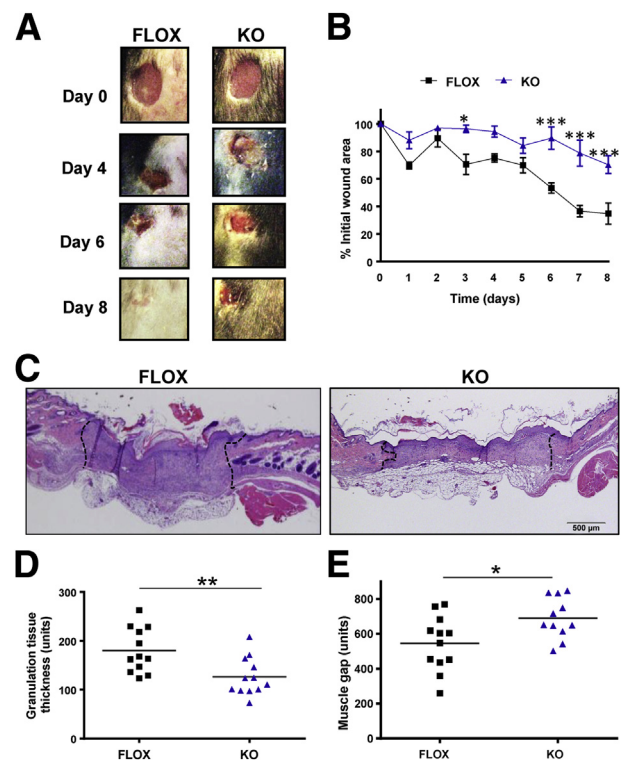 A
FLOX KO
Day 0
Day 4
Day 6
Day 8
B
FLOX KO
% Initial wound area
100
80
60
40
20
0
* *** *** ***
0 1 2 3 4 5 6 7 8
Time (days)
C
FLOX KO
500 µm
D
Granulation tissue
thickness (units)
300
200
100
0
**
FLOX KO
E
Muscle gap (units)
800
600
400
200
0
*
FLOX KO